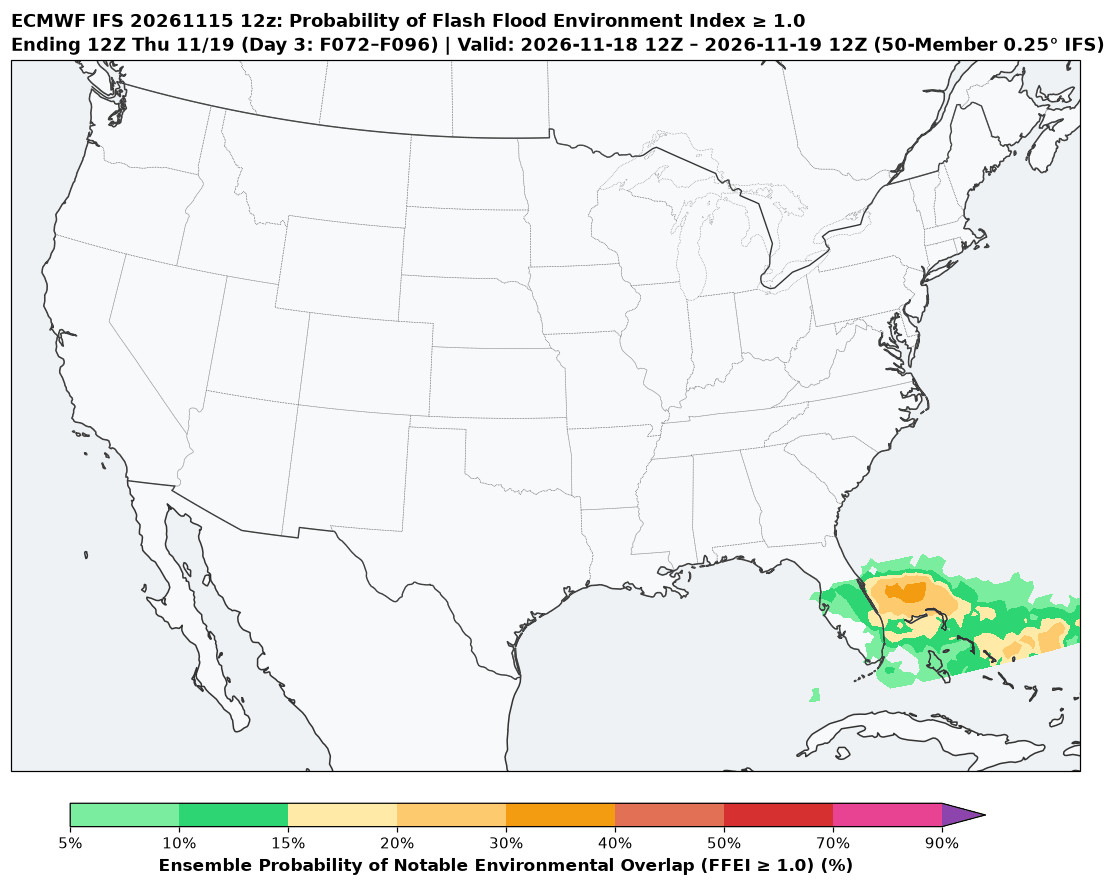 ECMWF IFS 20261115 12z: Probability of Flash Flood Environment Index ≥ 1.0
Ending 12Z Thu 11/19 (Day 3: F072–F096) | Valid: 2026-11-18 12Z – 2026-11-19 12Z (50-Member 0.25° IFS)
5% 10% 15% 20% 30% 40% 50% 70% 90%
Ensemble Probability of Notable Environmental Overlap (FFEI ≥ 1.0) (%)